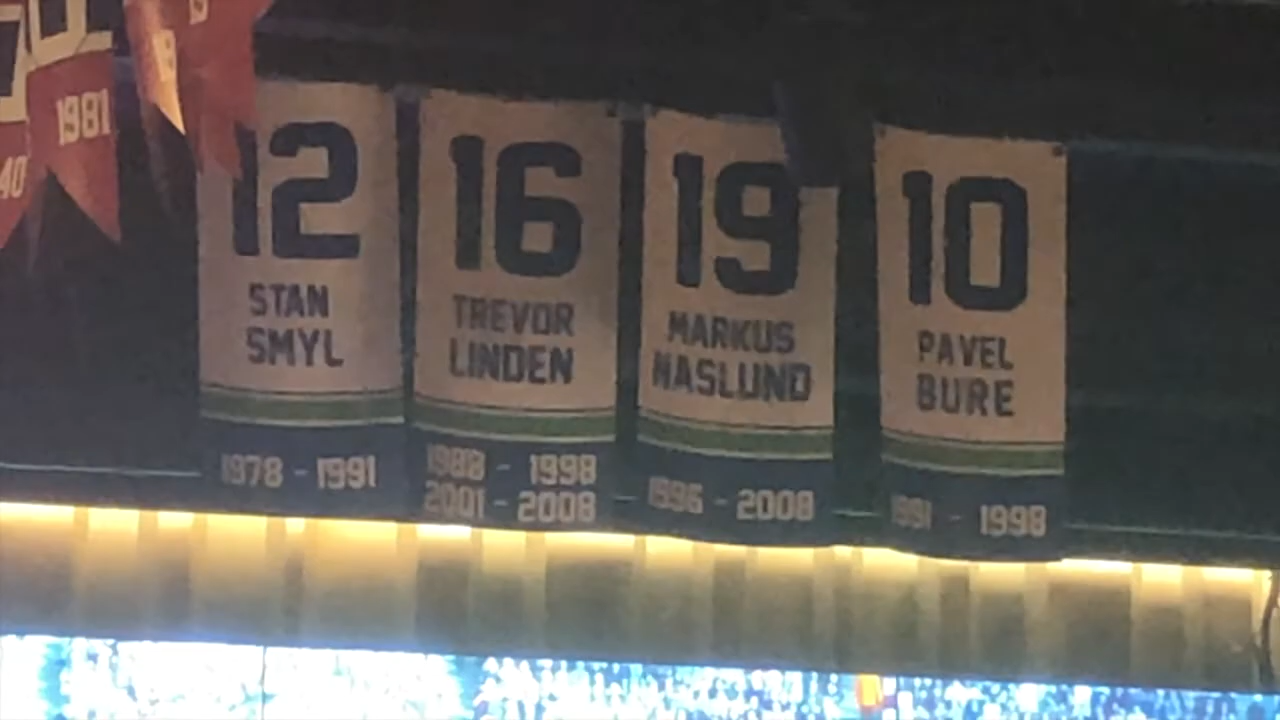 1981
40
12
STAN
SMYL
1978 - 1991
16
TREVOR
LINDEN
1988 - 1998
2001 - 2008
19
MARKUS
NASLUND
1996 - 2008
10
PAVEL
BURE
1991 - 1998